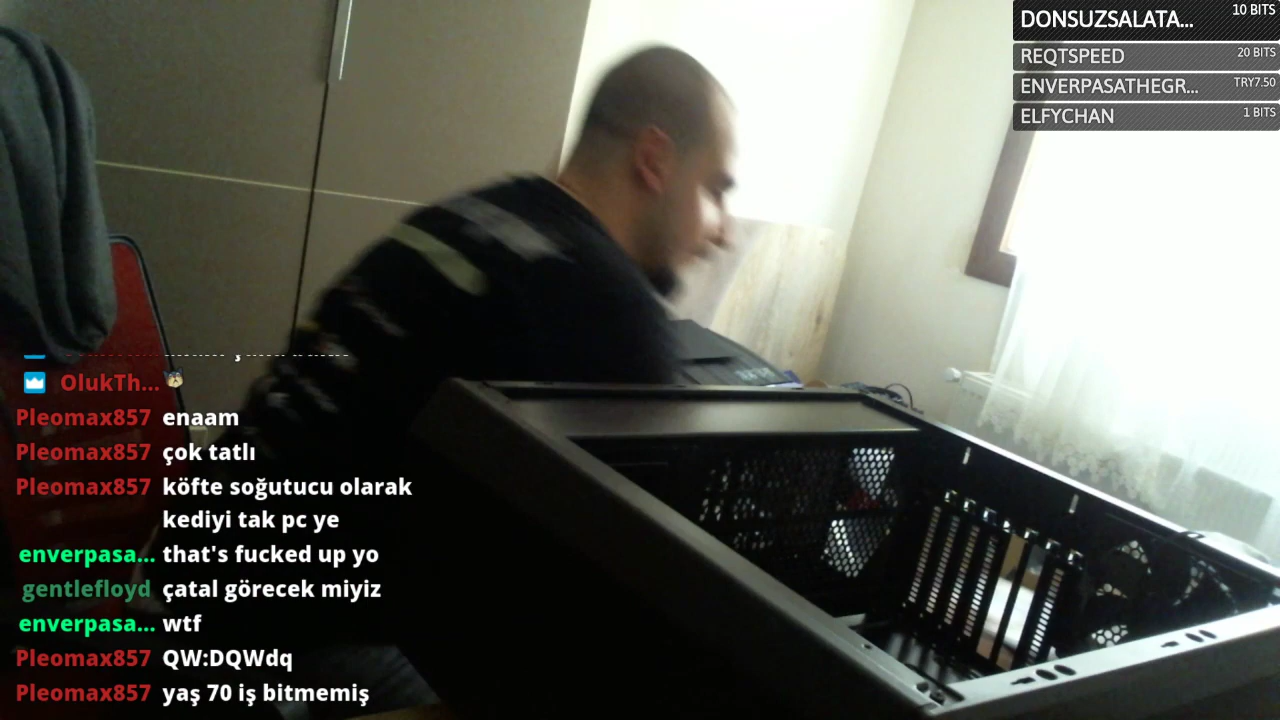 DONSUZSALATA... 10 BITS
REQTSPEED 20 BITS
ENVERPASATHEGR... TRY7.50
ELFYCHAN 1 BITS
OlukTh...
Pleomax857 enaam
Pleomax857 çok tatlı
Pleomax857 köfte soğutucu olarak
kediyi tak pc ye
enverpasa... that's fucked up yo
gentlefloyd çatal görecek miyiz
enverpasa... wtf
Pleomax857 QW:DQWdq
Pleomax857 yaş 70 iş bitmemiş